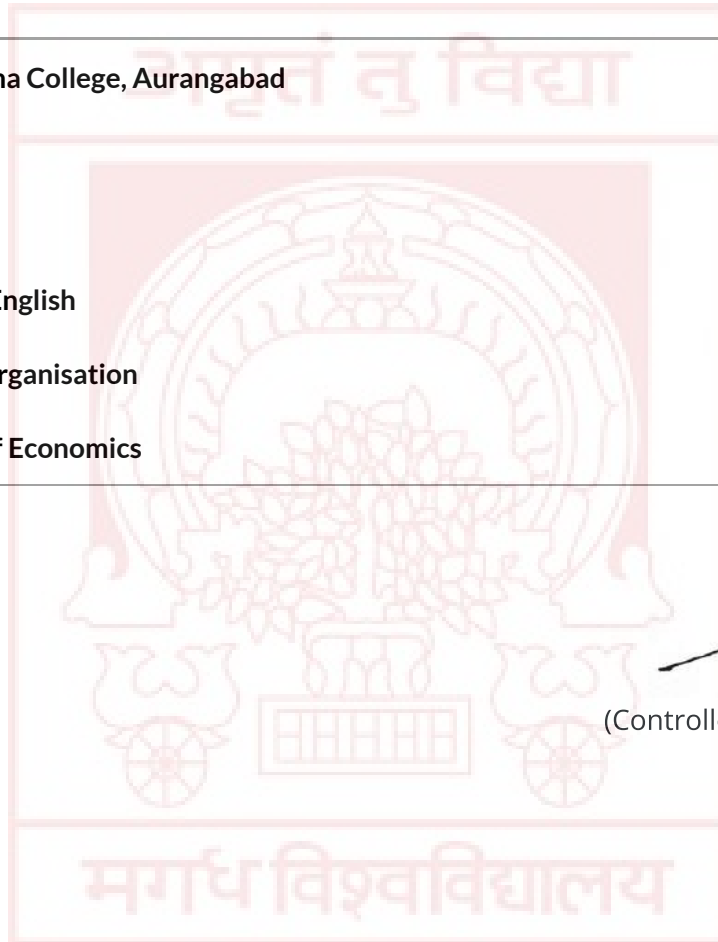 अमृतं तु विद्या
na College, Aurangabad
English
rganisation
f Economics
(Controll
मगध विश्वविद्यालय